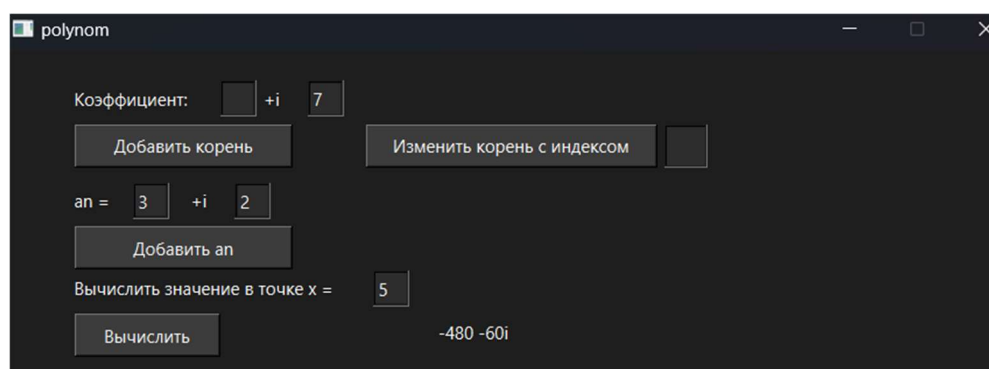 polynom
Коэффициент: +i 7
Добавить корень Изменить корень с индексом
an = 3 +i 2
Добавить an
Вычислить значение в точке x = 5
Вычислить -480 -60i